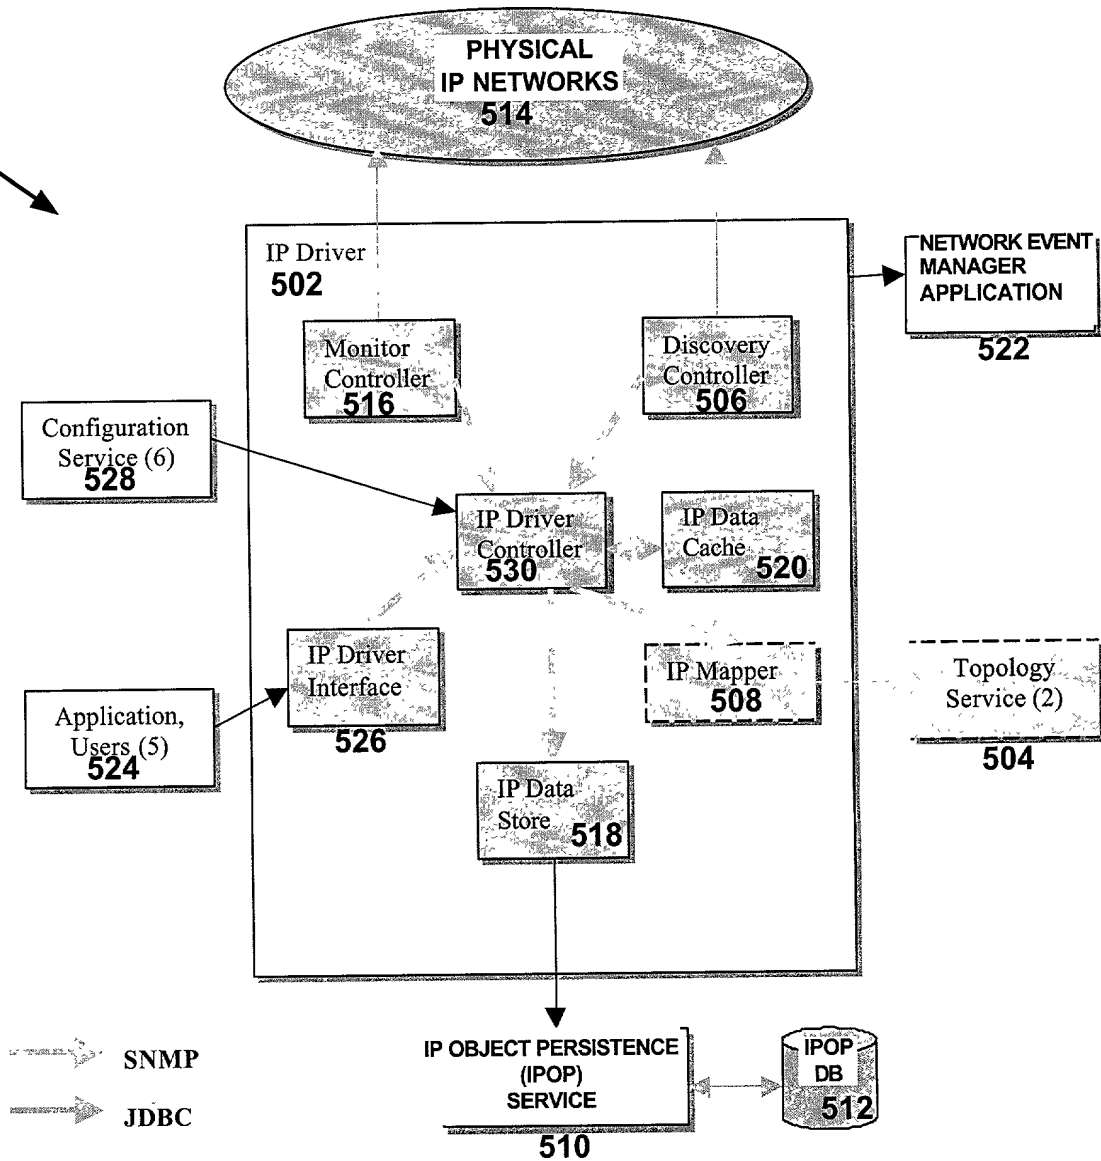 PHYSICAL
IP NETWORKS
514
IP Driver
502
NETWORK EVENT
MANAGER
APPLICATION
522
Monitor
Controller
516
Discovery
Controller
506
Configuration
Service (6)
528
IP Driver
Controller
530
IP Data
Cache
520
IP Driver
Interface
526
IP Mapper
508
Topology
Service (2)
504
Application,
Users (5)
524
IP Data
Store
518
SNMP
JDBC
IP OBJECT PERSISTENCE
(IPOP)
SERVICE
510
IPOP
DB
512